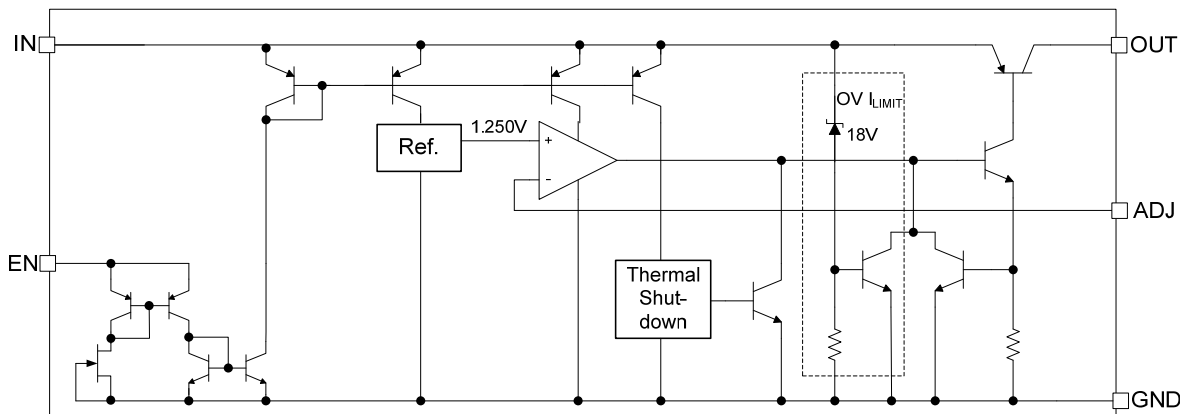 IN
OUT
OV I_LIMIT
18V
1.250V
Ref.
+
-
ADJ
EN
Thermal
Shut-
down
GND